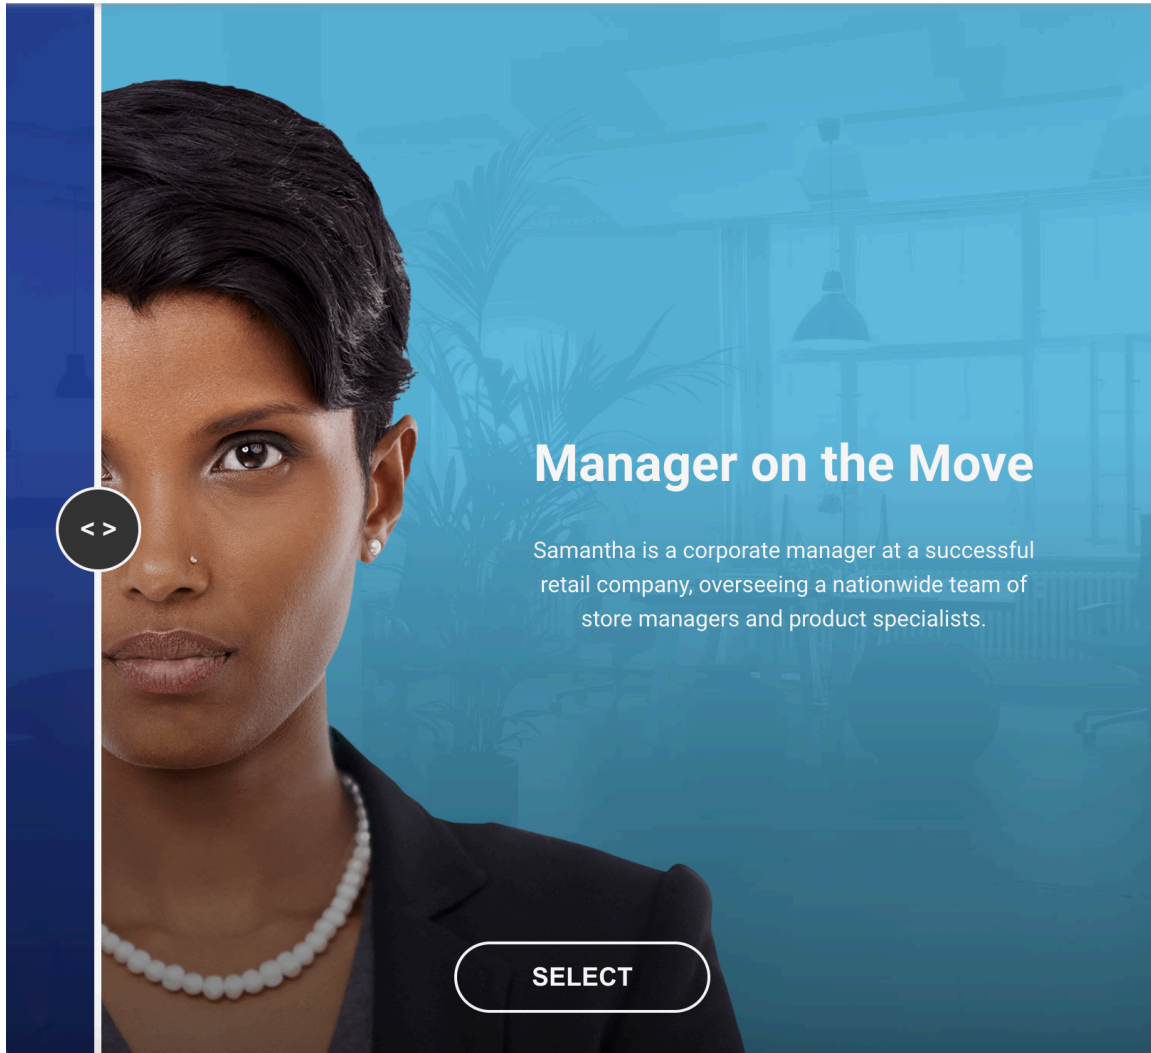 Manager on the Move
< >
Samantha is a corporate manager at a successful
retail company, overseeing a nationwide team of
store managers and product specialists.
SELECT